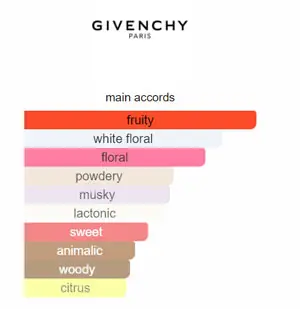 GIVENCHY
PARIS
main accords
fruity
white floral
floral
powdery
musky
lactonic
sweet
animalic
woody
citrus